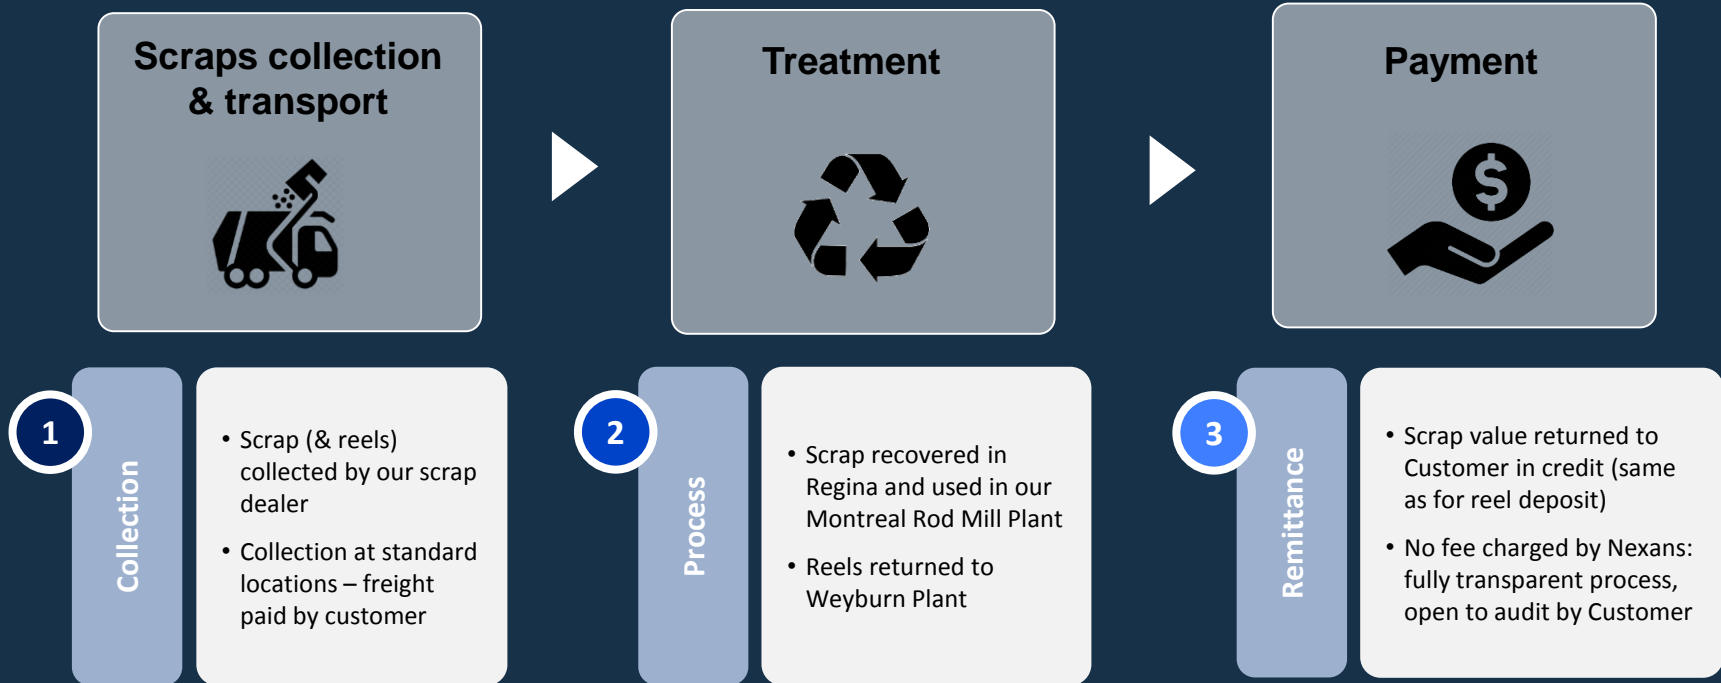 Scraps collection
& transport
Treatment
Payment
$
1
Collection
• Scrap (& reels)
collected by our scrap
dealer
• Collection at standard
locations – freight
paid by customer
2
Process
• Scrap recovered in
Regina and used in our
Montreal Rod Mill Plant
• Reels returned to
Weyburn Plant
3
Remittance
• Scrap value returned to
Customer in credit (same
as for reel deposit)
• No fee charged by Nexans:
fully transparent process,
open to audit by Customer